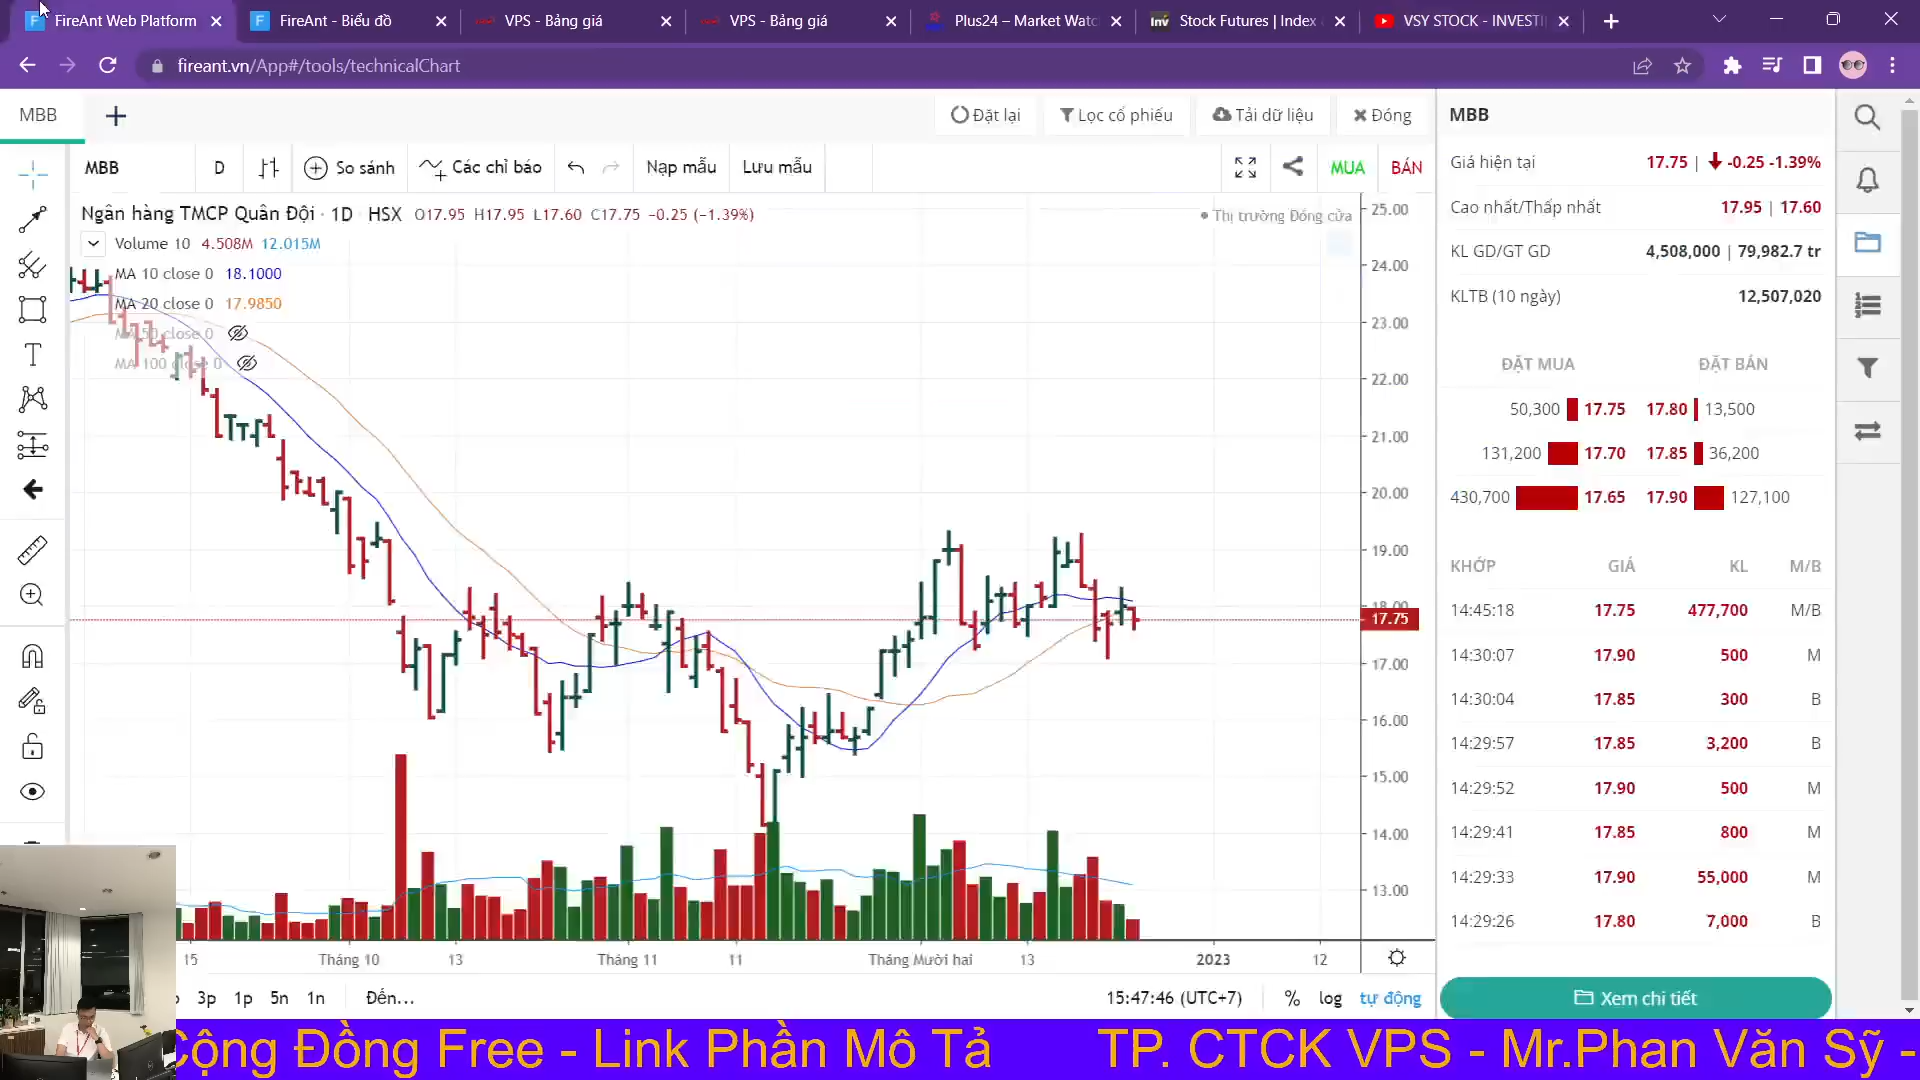 FireAnt Web Platform
FireAnt - Biểu đồ
VPS - Bảng giá
VPS - Bảng giá
Plus24 – Market Watc
Stock Futures | Index
VSY STOCK - INVESTI
fireant.vn/App#/tools/technicalChart
MBB
Đặt lại
Lọc cổ phiếu
Tải dữ liệu
Đóng
MBB
MBB
D
So sánh
Các chỉ báo
Nạp mẫu
Lưu mẫu
MUA
BÁN
Ngân hàng TMCP Quân Đội · 1D · HSX O17.95 H17.95 L17.60 C17.75 −0.25 (−1.39%)
Thị trường Đóng cửa
Volume 10 4.508M 12.015M
MA 10 close 0 18.1000
MA 20 close 0 17.9850
MA 50 close 0
MA 100 close 0
25.00
24.00
23.00
22.00
21.00
20.00
19.00
18.00
17.75
17.00
16.00
15.00
14.00
13.00
15
Tháng 10
13
Tháng 11
11
Tháng Mười hai
13
2023
12
3p 1p 5n 1n
Đến...
15:47:46 (UTC+7)
% log tự động
Giá hiện tại 17.75 | -0.25 -1.39%
Cao nhất/Thấp nhất 17.95 | 17.60
KL GD/GT GD 4,508,000 | 79,982.7 tr
KLTB (10 ngày) 12,507,020
ĐẶT MUA ĐẶT BÁN
50,300 17.75 17.80 13,500
131,200 17.70 17.85 36,200
430,700 17.65 17.90 127,100
KHỚP GIÁ KL M/B
14:45:18 17.75 477,700 M/B
14:30:07 17.90 500 M
14:30:04 17.85 300 B
14:29:57 17.85 3,200 B
14:29:52 17.90 500 M
14:29:41 17.85 800 M
14:29:33 17.90 55,000 M
14:29:26 17.80 7,000 B
Xem chi tiết
Cộng Đồng Free - Link Phần Mô Tả TP. CTCK VPS - Mr.Phan Văn Sỹ -